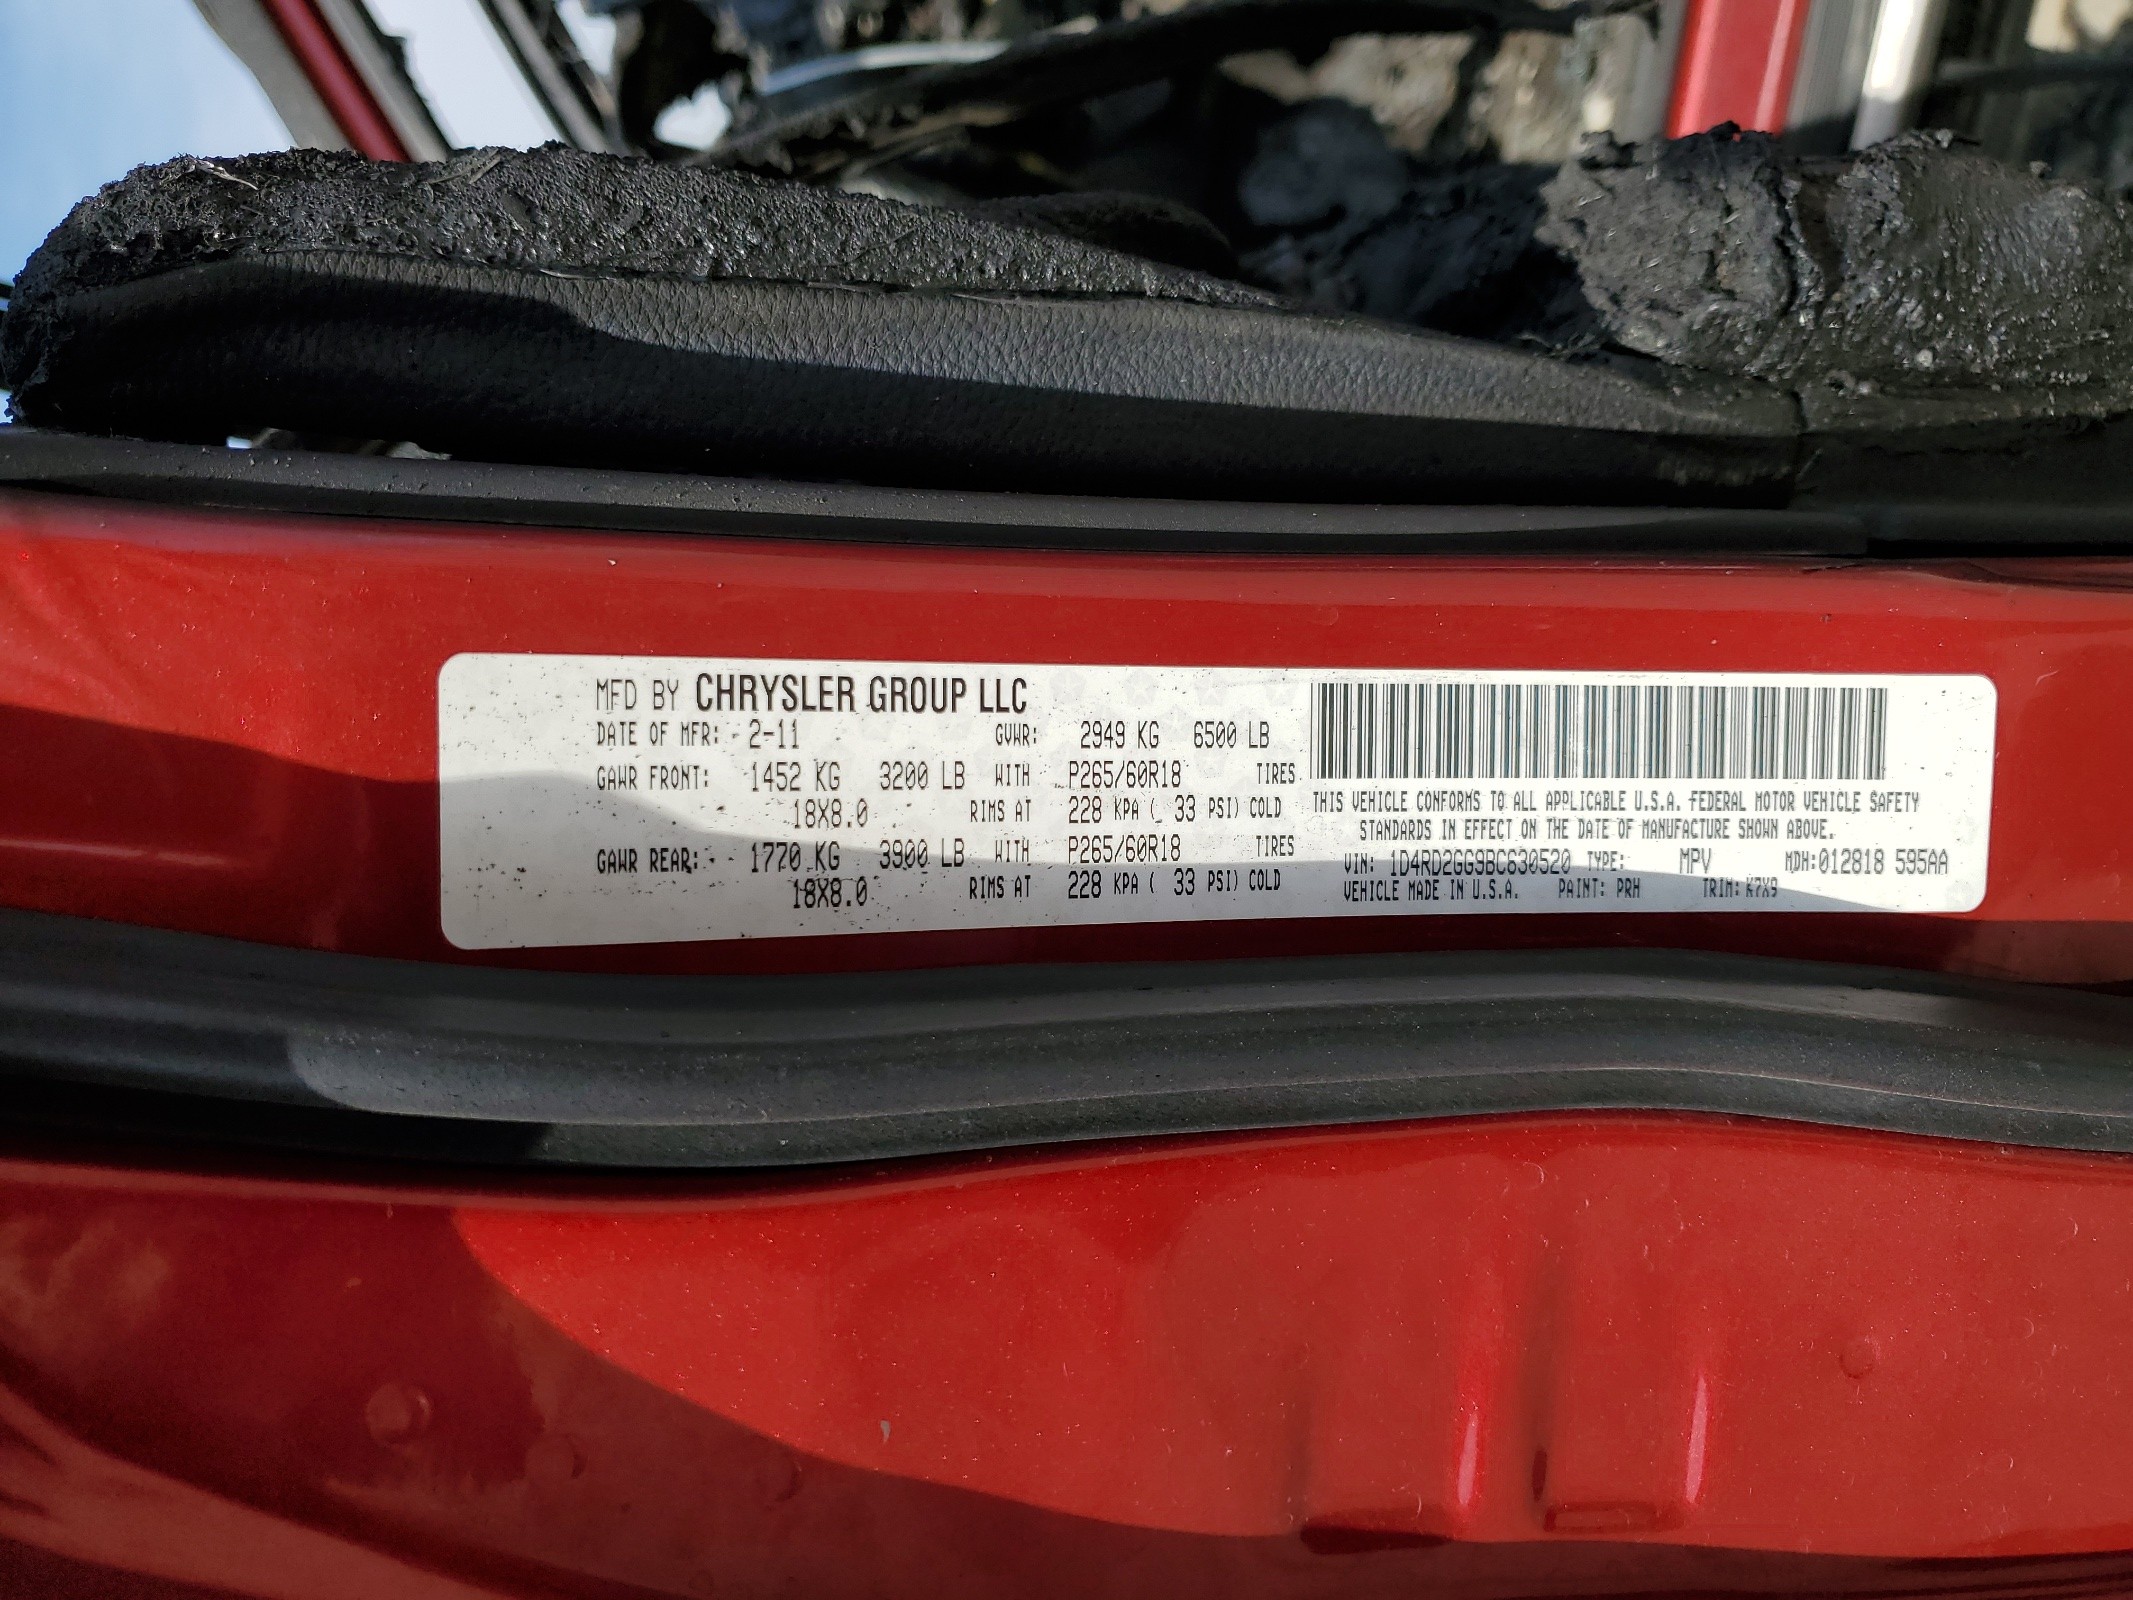 MFD BY CHRYSLER GROUP LLC
DATE OF MFR: 2-11 GVWR: 2949 KG 6500 LB
GAWR FRONT: 1452 KG 3200 LB WITH P265/60R18 TIRES
18X8.0 RIMS AT 228 KPA ( 33 PSI) COLD
GAWR REAR: 1770 KG 3900 LB WITH P265/60R18 TIRES
18X8.0 RIMS AT 228 KPA ( 33 PSI) COLD
THIS VEHICLE CONFORMS TO ALL APPLICABLE U.S.A. FEDERAL MOTOR VEHICLE SAFETY
STANDARDS IN EFFECT ON THE DATE OF MANUFACTURE SHOWN ABOVE.
VIN: 1D4RD2GG9BC630520 TYPE: MPV MDH:012818 595AA
VEHICLE MADE IN U.S.A. PAINT: PRH TRIM: K7X9